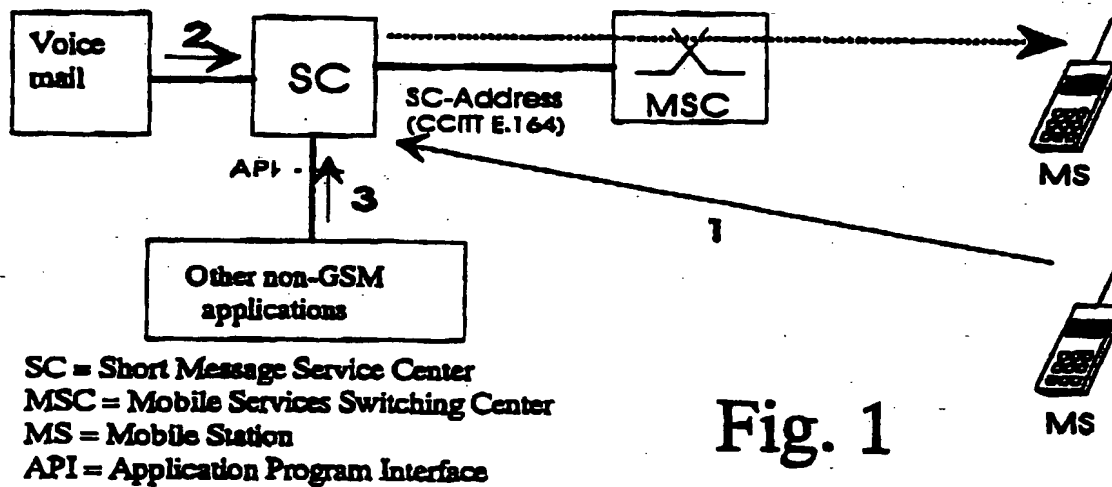 Voice
mail
2
SC
MSC
SC-Address
(CCITT E.164)
MS
API
3
1
Other non-GSM
applications
MS
SC = Short Message Service Center
MSC = Mobile Services Switching Center
MS = Mobile Station
API = Application Program Interface
Fig. 1